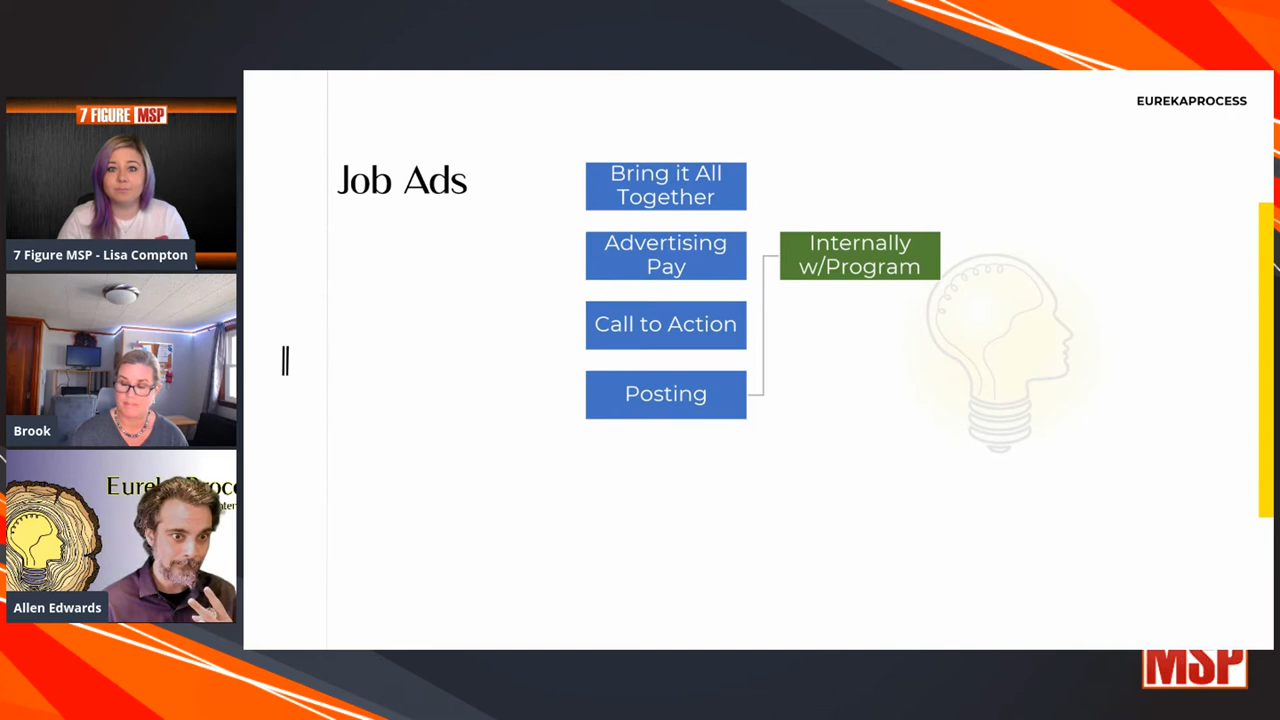 7 FIGURE MSP
7 Figure MSP - Lisa Compton
Brook
Allen Edwards
EUREKAPROCESS
Job Ads
Bring it All
Together
Advertising
Pay
Internally
w/Program
Call to Action
Posting
MSP